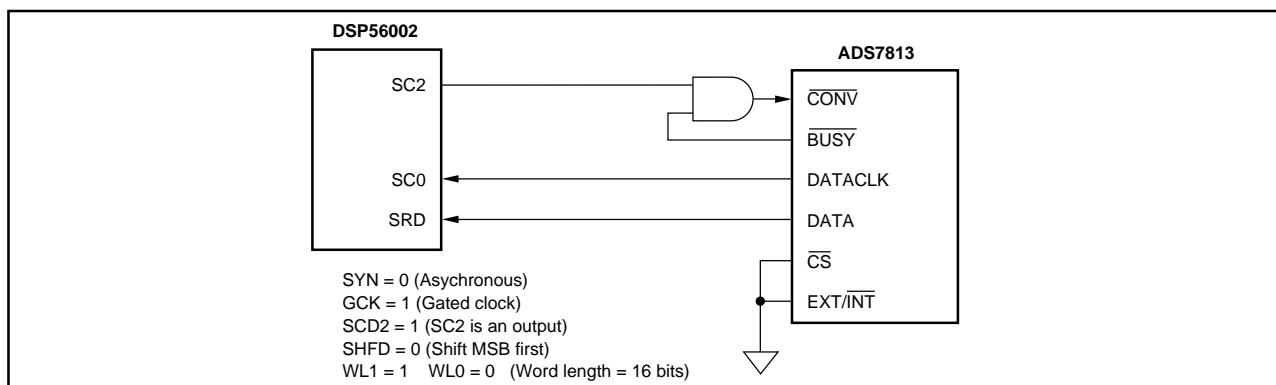 DSP56002
ADS7813
SC2
CONV
BUSY
SC0
DATACLK
SRD
DATA
CS
EXT/INT
SYN = 0 (Asychronous)
GCK = 1 (Gated clock)
SCD2 = 1 (SC2 is an output)
SHFD = 0 (Shift MSB first)
WL1 = 1 WL0 = 0 (Word length = 16 bits)